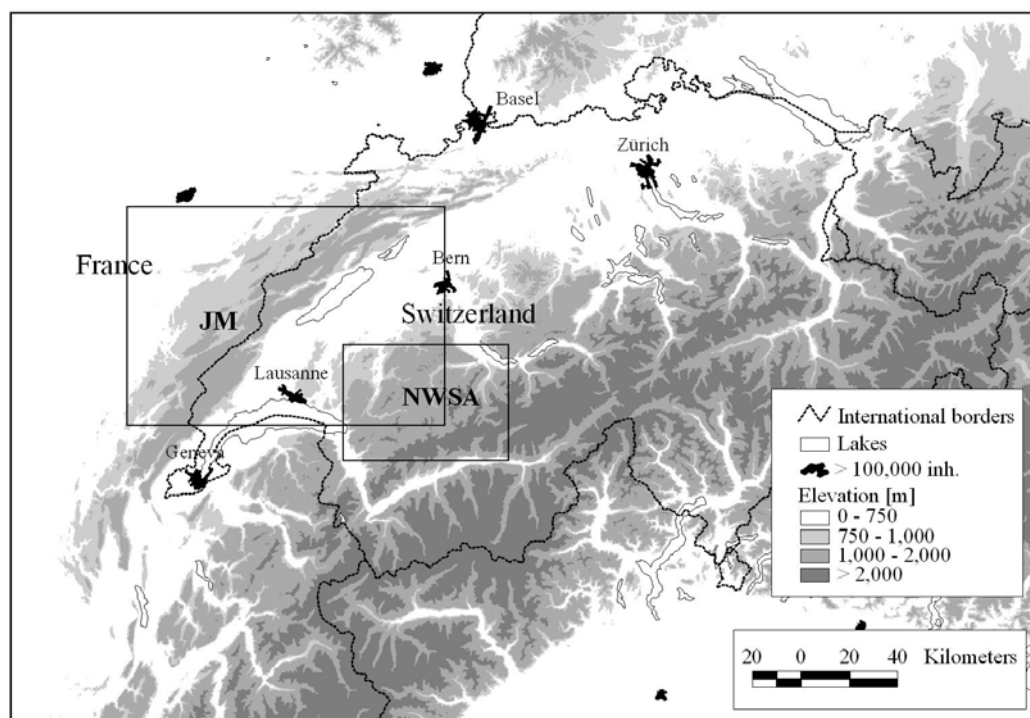 Basel
Zürich
France
Bern
JM
Switzerland
Lausanne
NWSA
Geneva
International borders
Lakes
> 100,000 inh.
Elevation [m]
0 - 750
750 - 1,000
1,000 - 2,000
> 2,000
20 0 20 40 Kilometers